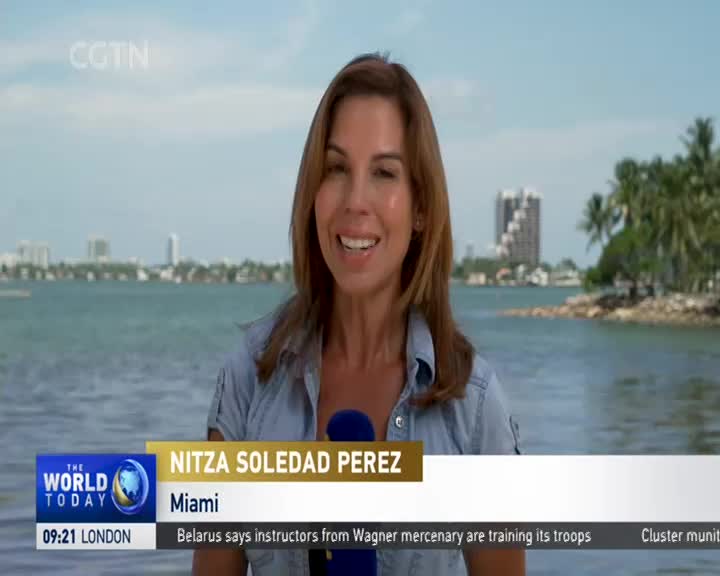 CGTN
NITZA SOLEDAD PEREZ
THE
WORLD
TODAY
Miami
09:21 LONDON
Belarus says instructors from Wagner mercenary are training its troops
Cluster munit